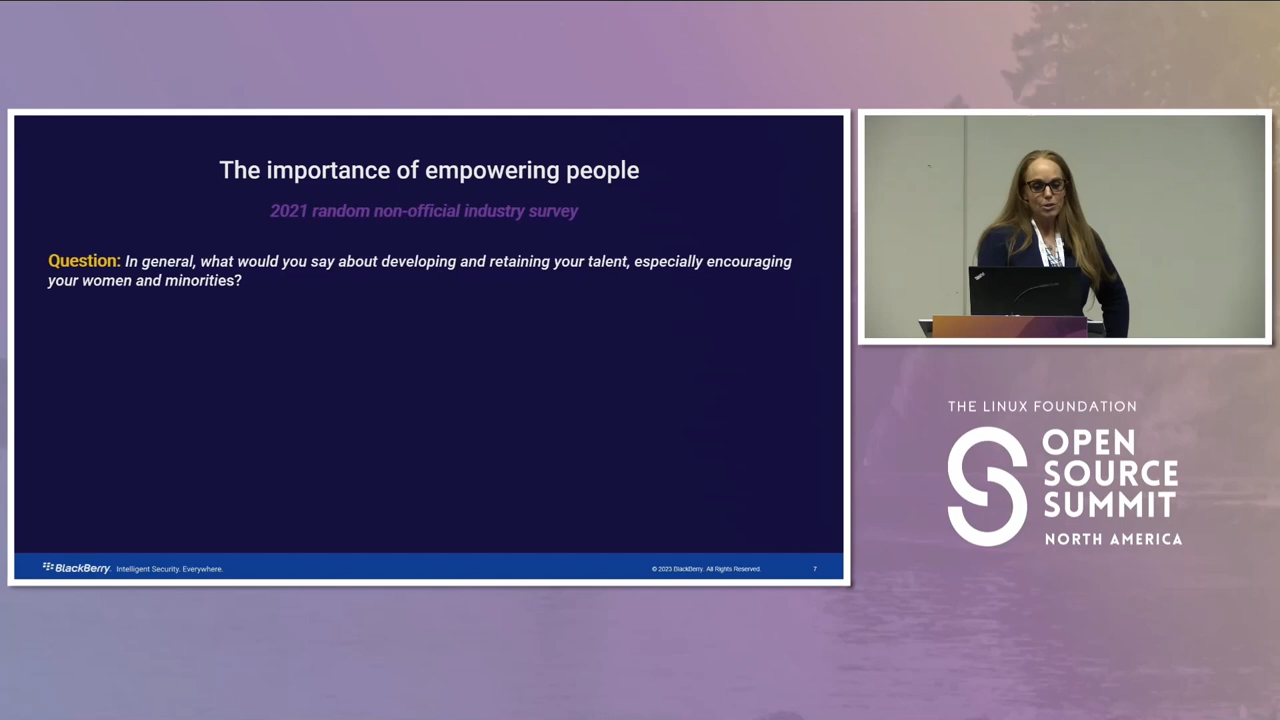 The importance of empowering people
2021 random non-official industry survey
Question: In general, what would you say about developing and retaining your talent, especially encouraging
your women and minorities?
BlackBerry. Intelligent Security. Everywhere.
© 2023 BlackBerry. All Rights Reserved.
7
THE LINUX FOUNDATION
OPEN
SOURCE
SUMMIT
NORTH AMERICA